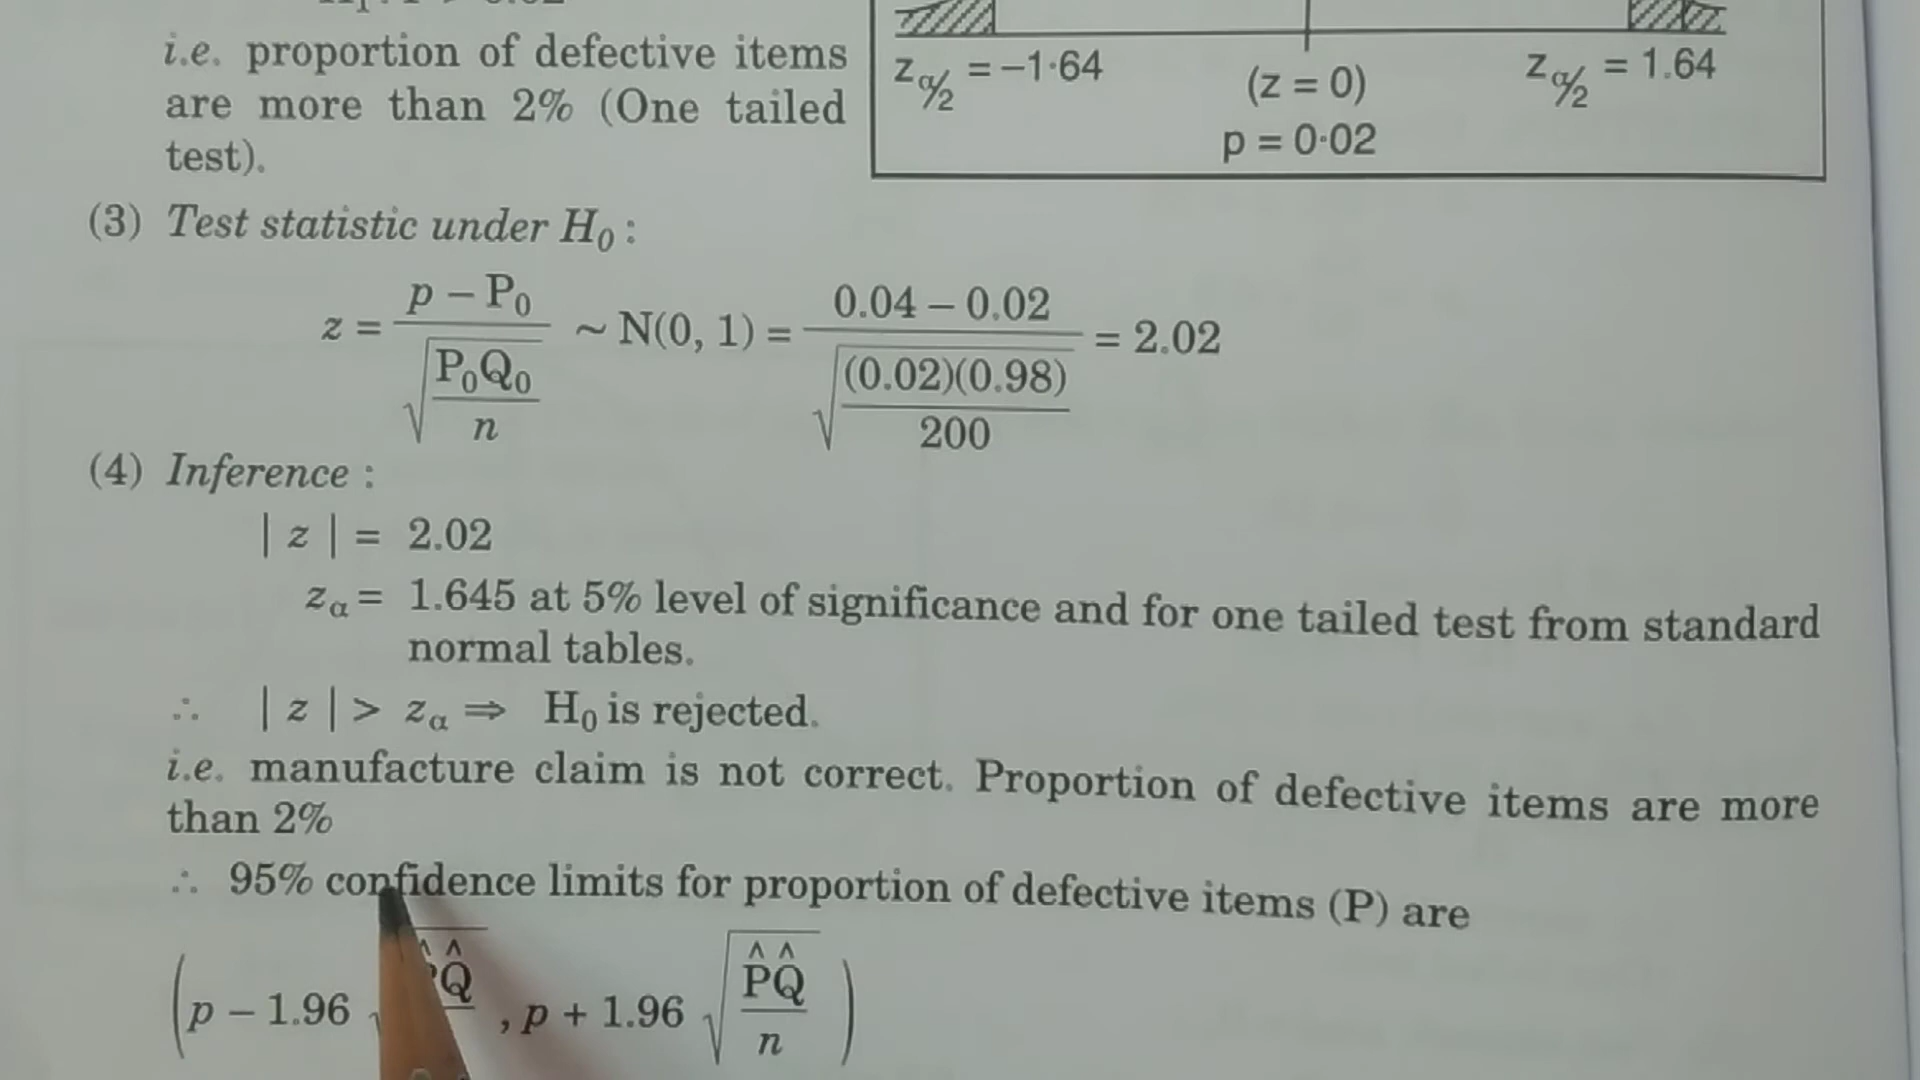 i.e. proportion of defective items
are more than 2% (One tailed
test).
z α/2 = –1·64
(z = 0)
p = 0·02
z α/2 = 1.64
(3) Test statistic under H₀ :
z = (p – P₀) / √(P₀Q₀ / n) ~ N(0, 1) = (0.04 – 0.02) / √((0.02)(0.98) / 200) = 2.02
(4) Inference :
| z | = 2.02
zα = 1.645 at 5% level of significance and for one tailed test from standard
normal tables.
∴ | z | > zα ⇒ H₀ is rejected.
i.e. manufacture claim is not correct. Proportion of defective items are more
than 2%
∴ 95% confidence limits for proportion of defective items (P) are
(p – 1.96 Q̂ , p + 1.96 √(P̂Q̂ / n))